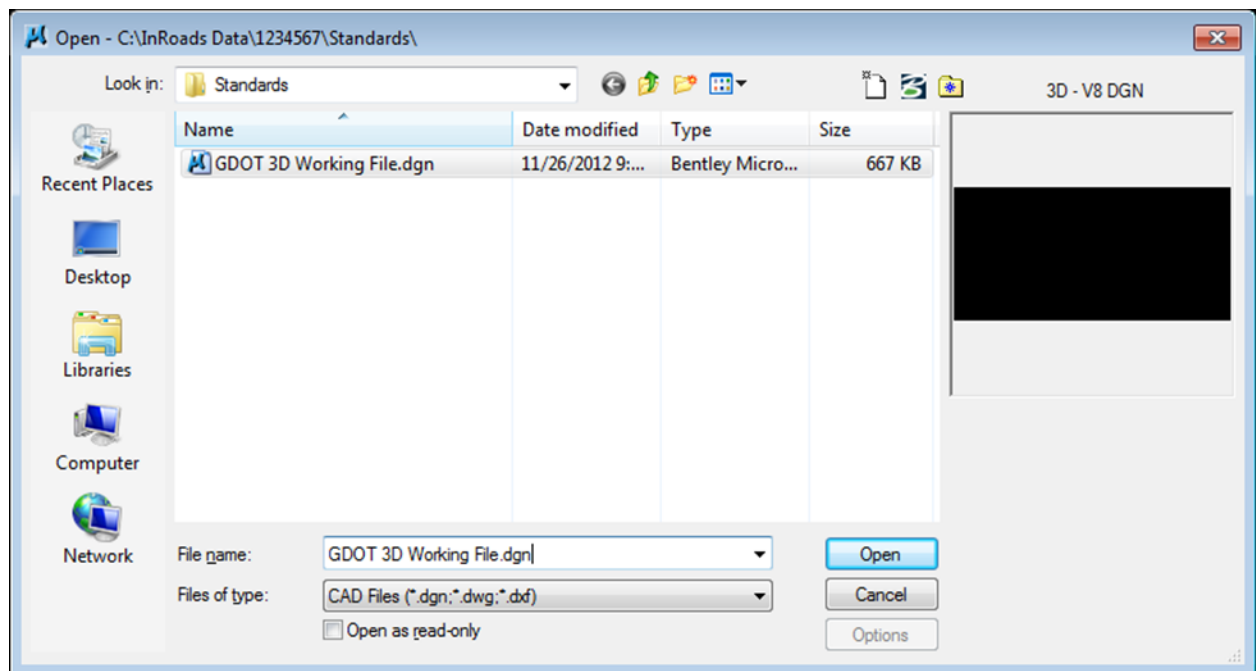 Open - C:\InRoads Data\1234567\Standards\
Look in:
Standards
3D - V8 DGN
Name
Date modified
Type
Size
GDOT 3D Working File.dgn
11/26/2012 9:...
Bentley Micro...
667 KB
Recent Places
Desktop
Libraries
Computer
Network
File name:
GDOT 3D Working File.dgn
Open
Files of type:
CAD Files (*.dgn;*.dwg;*.dxf)
Cancel
Open as read-only
Options